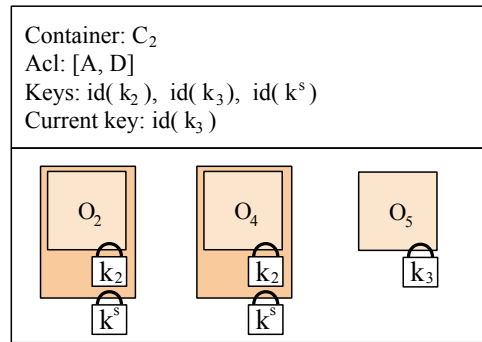 Container: C₂
Acl: [A, D]
Keys: id( k₂ ), id( k₃ ), id( kˢ )
Current key: id( k₃ )
O₂ O₄ O₅
k₂ k₂ k₃
kˢ kˢ